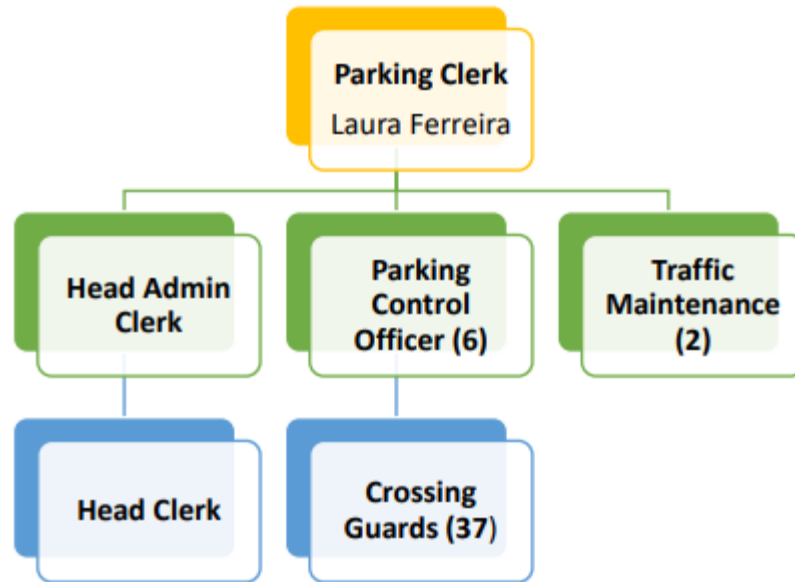 Parking Clerk
Laura Ferreira
Head Admin
Clerk
Parking
Control
Officer (6)
Traffic
Maintenance
(2)
Head Clerk
Crossing
Guards (37)